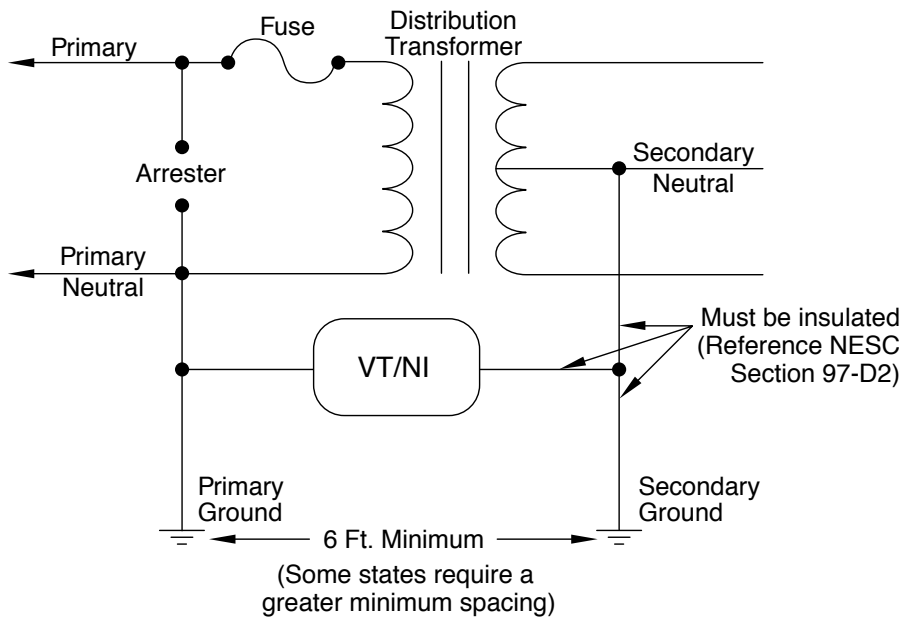 Fuse
Distribution
Transformer
Primary
Arrester
Secondary
Neutral
Primary
Neutral
Must be insulated
(Reference NESC
Section 97-D2)
VT/NI
Primary
Ground
Secondary
Ground
6 Ft. Minimum
(Some states require a
greater minimum spacing)